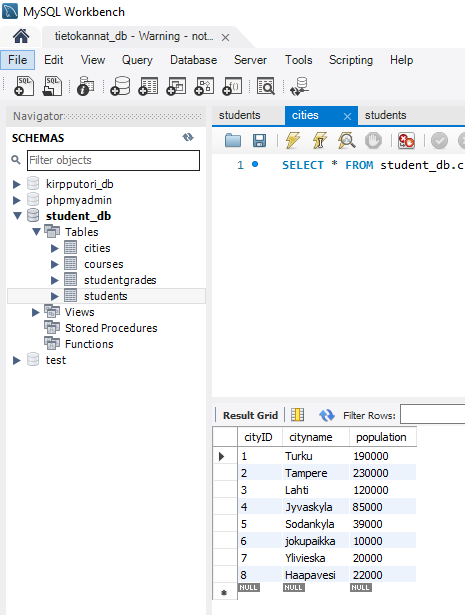 MySQL Workbench
tietokannat_db - Warning - not...
File Edit View Query Database Server Tools Scripting Help
SQL SQL
Navigator
SCHEMAS
Filter objects
kirpputori_db
phpmyadmin
student_db
Tables
cities
courses
studentgrades
students
Views
Stored Procedures
Functions
test
students cities students
1 SELECT * FROM student_db.c
Result Grid Filter Rows:
cityID cityname population
1 Turku 190000
2 Tampere 230000
3 Lahti 120000
4 Jyvaskyla 85000
5 Sodankyla 39000
6 jokupaikka 10000
7 Ylivieska 20000
8 Haapavesi 22000
NULL NULL NULL